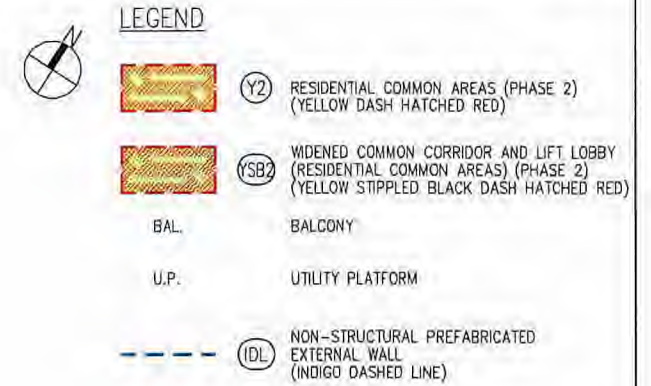 N
LEGEND
Y2 RESIDENTIAL COMMON AREAS (PHASE 2)
(YELLOW DASH HATCHED RED)
YSB2 WIDENED COMMON CORRIDOR AND LIFT LOBBY
(RESIDENTIAL COMMON AREAS) (PHASE 2)
(YELLOW STIPPLED BLACK DASH HATCHED RED)
BAL. BALCONY
U.P. UTILITY PLATFORM
IDL NON-STRUCTURAL PREFABRICATED
EXTERNAL WALL
(INDIGO DASHED LINE)